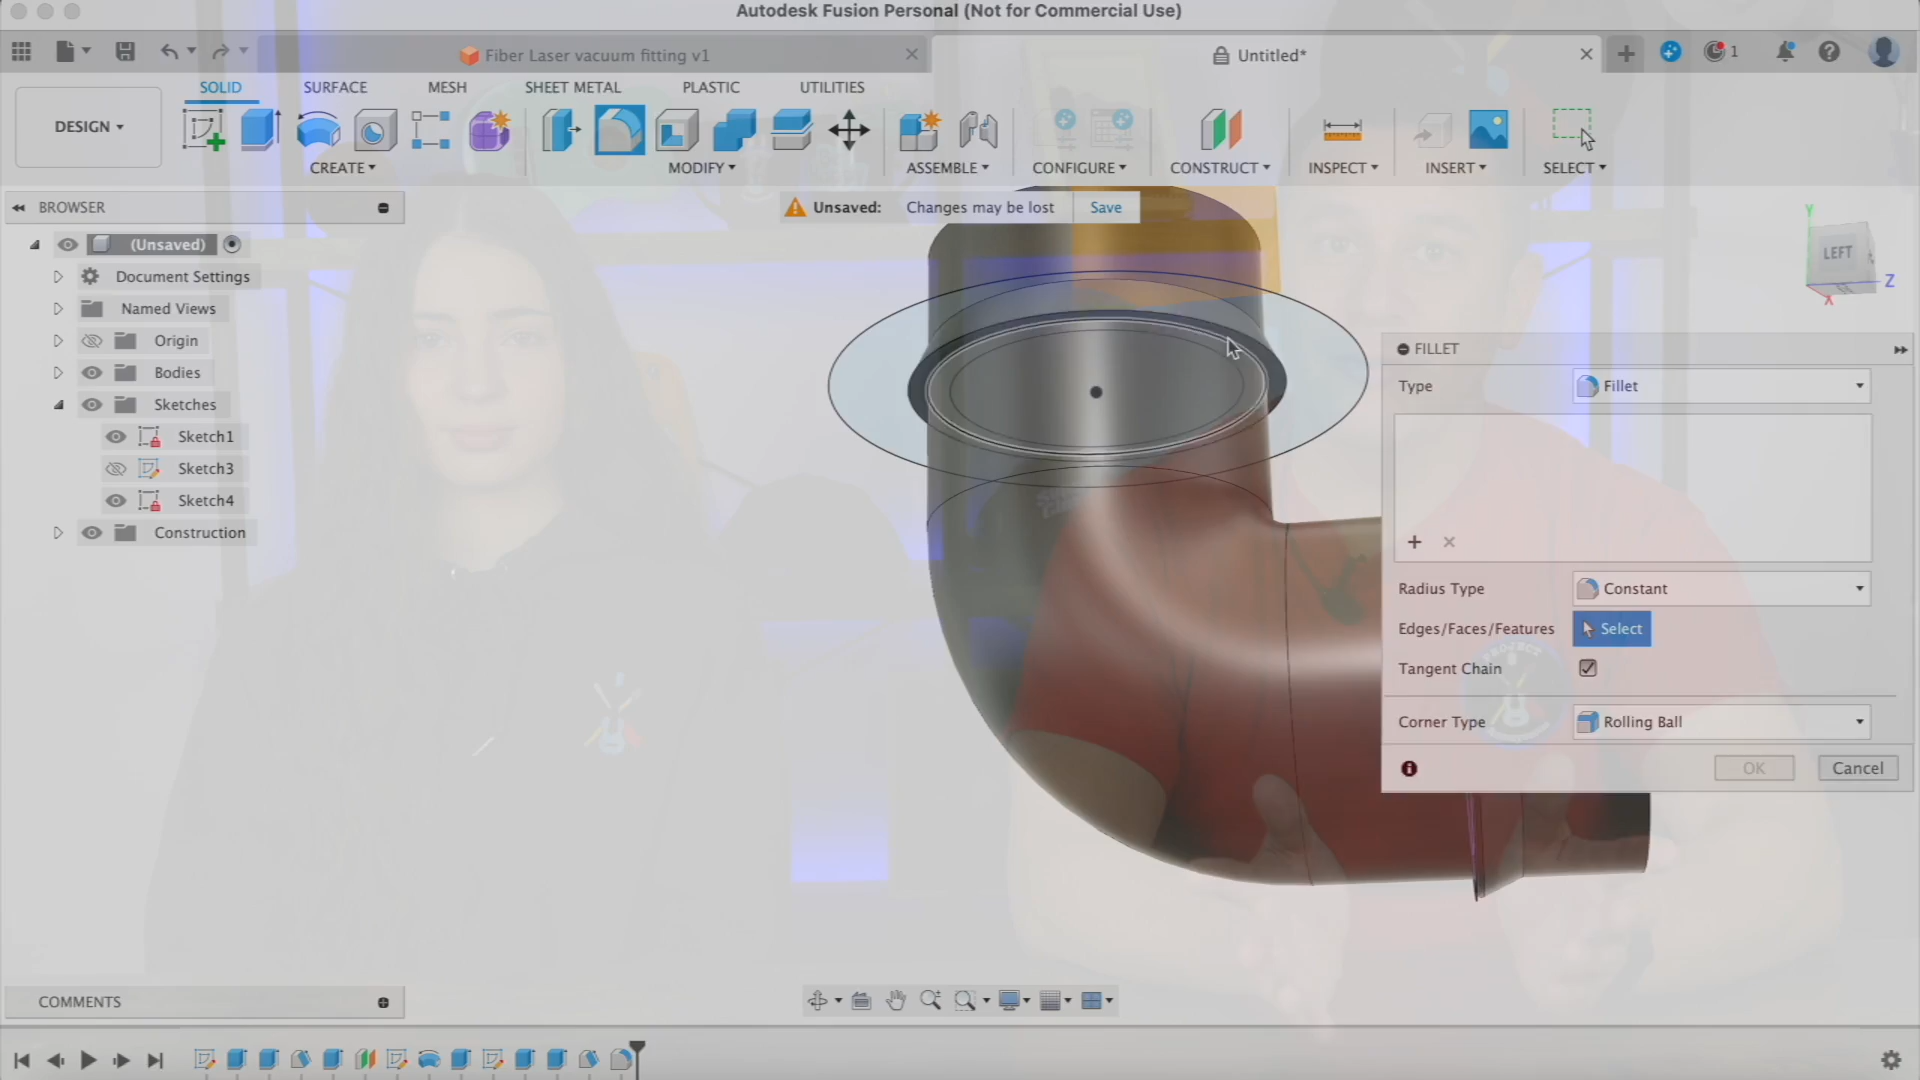 Autodesk Fusion Personal (Not for Commercial Use)
Fiber Laser vacuum fitting v1
Untitled*
1
SOLID SURFACE MESH SHEET METAL PLASTIC UTILITIES
DESIGN
CREATE MODIFY ASSEMBLE CONFIGURE CONSTRUCT INSPECT INSERT SELECT
BROWSER
Unsaved: Changes may be lost Save
(Unsaved)
Document Settings
Named Views
Origin
Bodies
Sketches
Sketch1
Sketch3
Sketch4
Construction
Y
LEFT
Z
X
FILLET
Type Fillet
Radius Type Constant
Edges/Faces/Features Select
Tangent Chain
PROJECT
Corner Type Rolling Ball
OK Cancel
COMMENTS